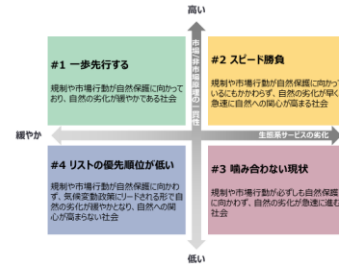 高い
#1 一歩先行する
規制や市場行動が自然保護に向かって
おり、自然の劣化が緩やかである社会
#2 スピード勝負
規制や市場行動が自然保護に向かって
いるにもかかわらず、自然の劣化が早く、
急速に自然への関心が高まる社会
緩やか
生態系サービスの劣化
#4 リストの優先順位が低い
規制や市場行動が自然保護に向かわ
ず、気候変動政策にリードされる形で自
然の劣化が緩やかとなり、自然への関
心が高まらない社会
#3 噛み合わない現状
規制や市場行動が必ずしも自然保護
に向かわず、自然の劣化が急速に進む
社会
低い